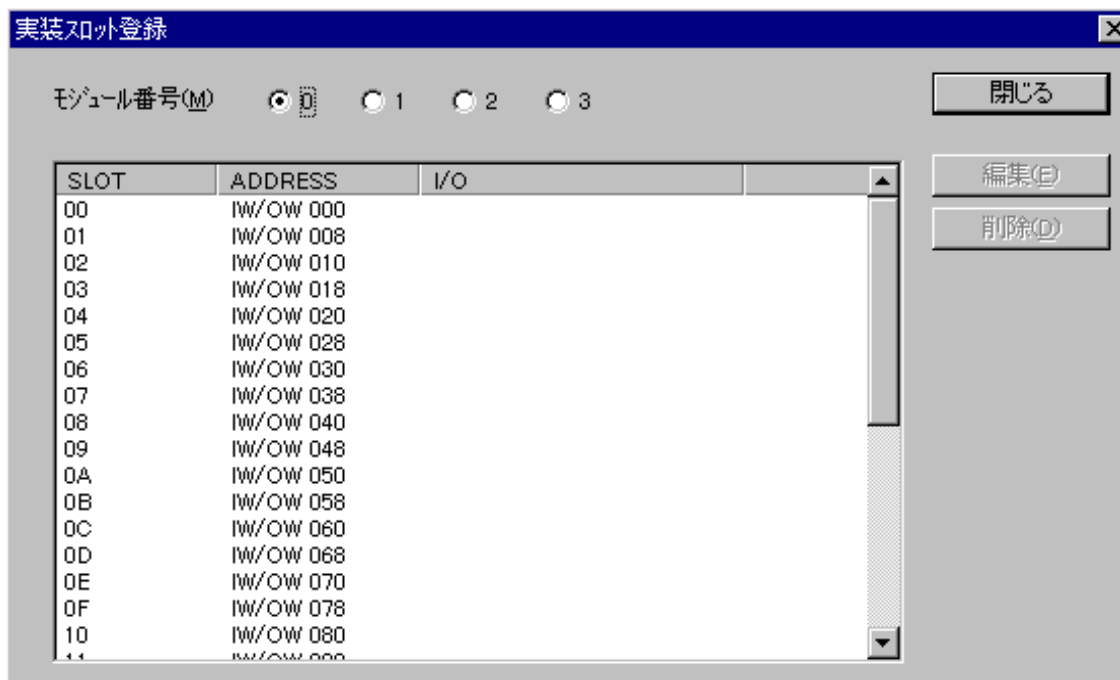 実装スロット登録
モジュール番号(M) 0 1 2 3
閉じる
編集(E)
削除(D)
SLOT ADDRESS I/O
00 IW/OW 000
01 IW/OW 008
02 IW/OW 010
03 IW/OW 018
04 IW/OW 020
05 IW/OW 028
06 IW/OW 030
07 IW/OW 038
08 IW/OW 040
09 IW/OW 048
0A IW/OW 050
0B IW/OW 058
0C IW/OW 060
0D IW/OW 068
0E IW/OW 070
0F IW/OW 078
10 IW/OW 080